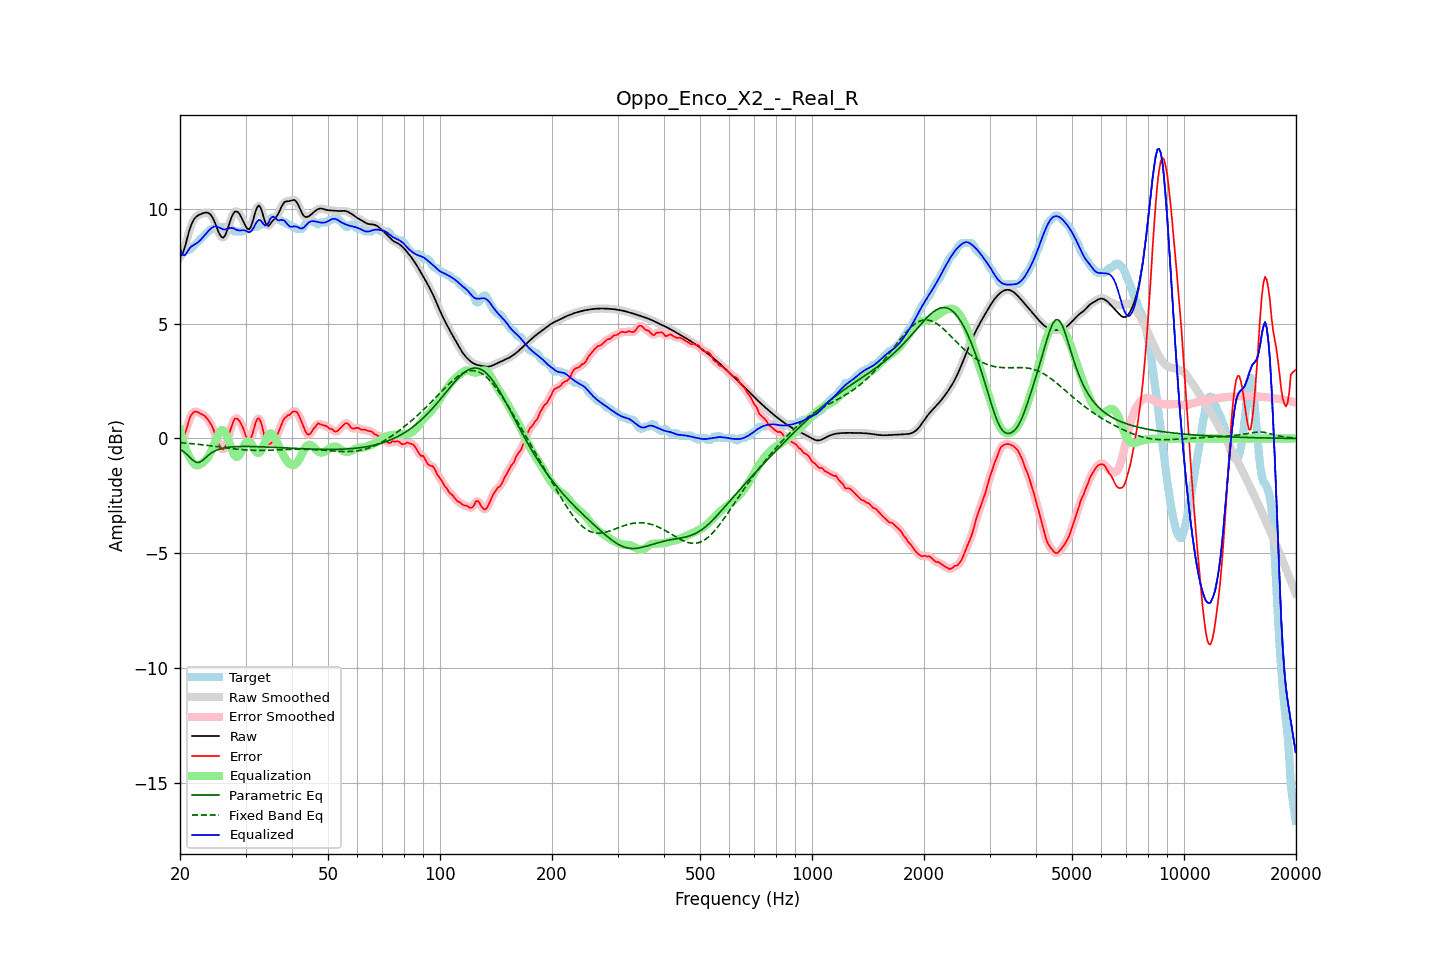 Oppo_Enco_X2_-_Real_R
Amplitude (dBr)
10
5
0
−5
−10
−15
Target
Raw Smoothed
Error Smoothed
Raw
Error
Equalization
Parametric Eq
Fixed Band Eq
Equalized
20 50 100 200 500 1000 2000 5000 10000 20000
Frequency (Hz)